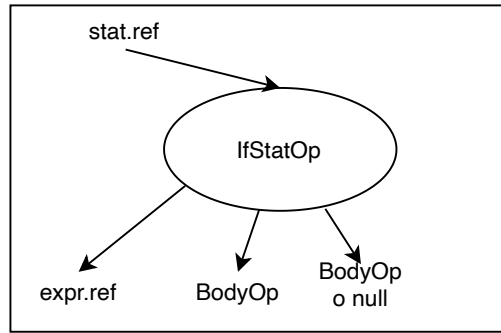 stat.ref
IfStatOp
expr.ref
BodyOp
BodyOp
o null